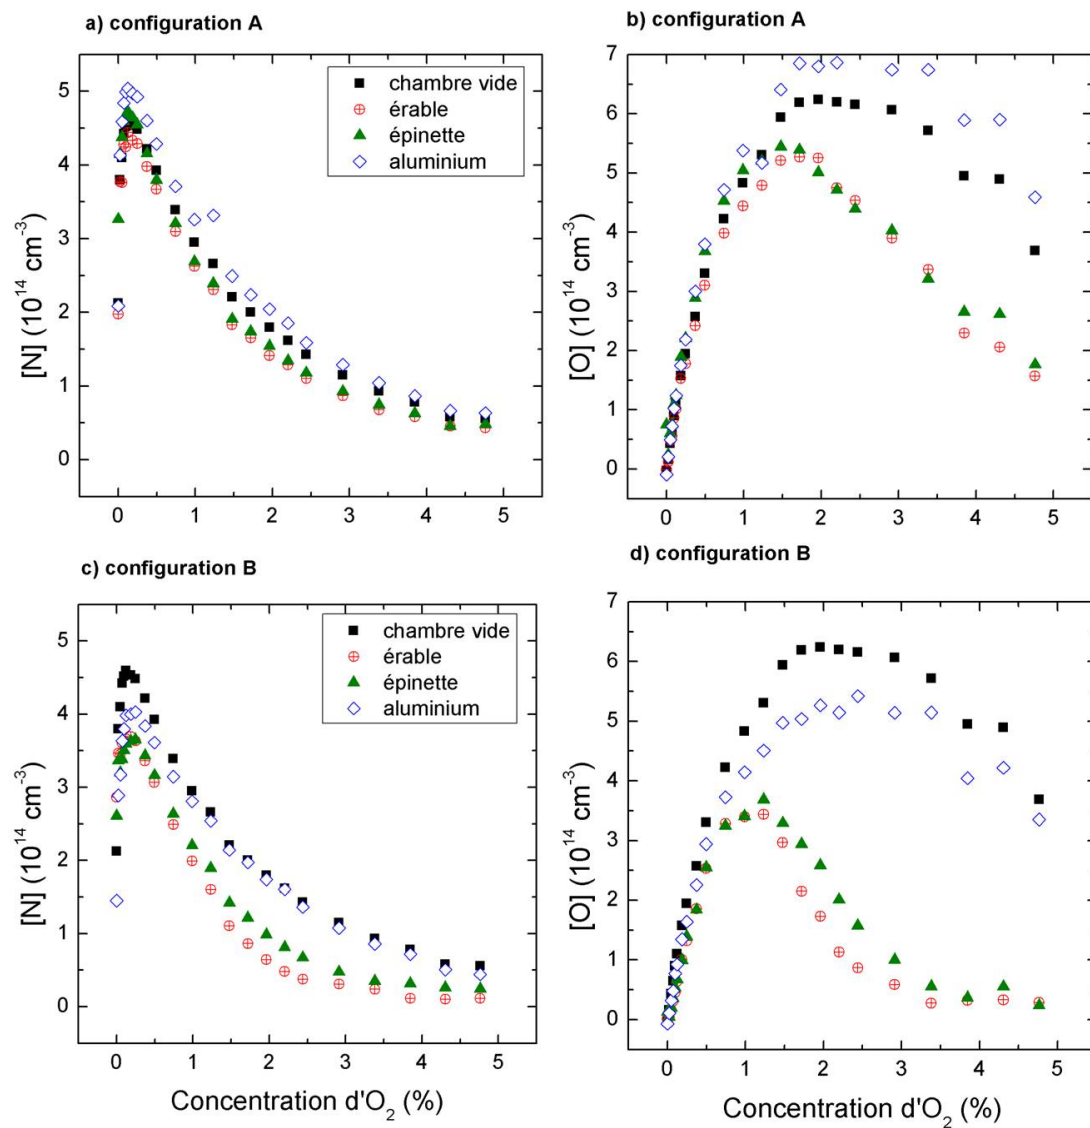 a) configuration A
[N] (10^14 cm^-3)
5
4
3
2
1
0
chambre vide
érable
épinette
aluminium
0 1 2 3 4 5
b) configuration A
[O] (10^14 cm^-3)
7
6
5
4
3
2
1
0
0 1 2 3 4 5
c) configuration B
[N] (10^14 cm^-3)
5
4
3
2
1
0
chambre vide
érable
épinette
aluminium
0 1 2 3 4 5
Concentration d'O₂ (%)
d) configuration B
[O] (10^14 cm^-3)
7
6
5
4
3
2
1
0
0 1 2 3 4 5
Concentration d'O₂ (%)